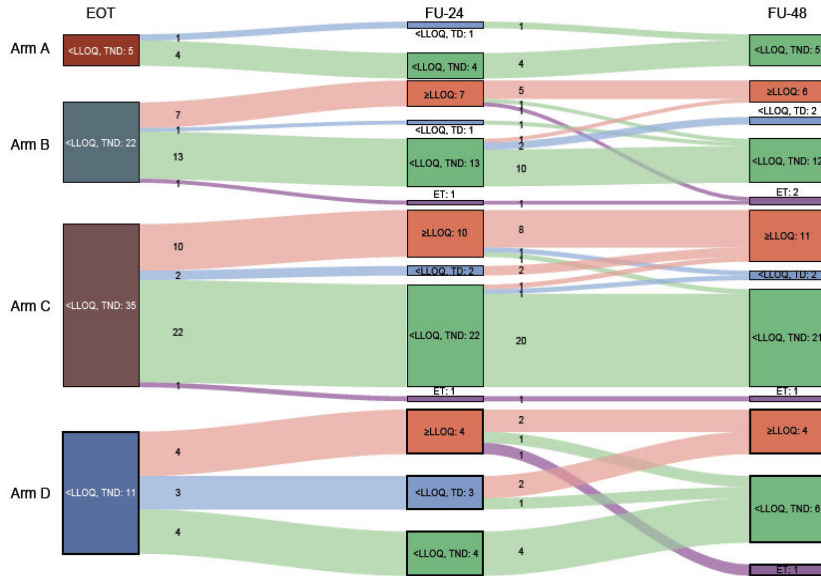 EOT FU-24 FU-48
Arm A
<LLOQ, TND: 5
1
4
<LLOQ, TD: 1
<LLOQ, TND: 4
1
4
<LLOQ, TND: 5
Arm B
<LLOQ, TND: 22
7
1
13
1
≥LLOQ: 7
<LLOQ, TD: 1
<LLOQ, TND: 13
ET: 1
5
1
1
1
1
2
10
1
≥LLOQ: 6
<LLOQ, TD: 2
<LLOQ, TND: 12
ET: 2
Arm C
<LLOQ, TND: 35
10
2
22
1
≥LLOQ: 10
<LLOQ, TD: 2
<LLOQ, TND: 22
ET: 1
8
1
1
2
1
1
20
1
≥LLOQ: 11
<LLOQ, TD: 2
<LLOQ, TND: 21
ET: 1
Arm D
<LLOQ, TND: 11
4
3
4
≥LLOQ: 4
<LLOQ, TD: 3
<LLOQ, TND: 4
2
1
1
2
1
4
≥LLOQ: 4
<LLOQ, TND: 6
ET: 1